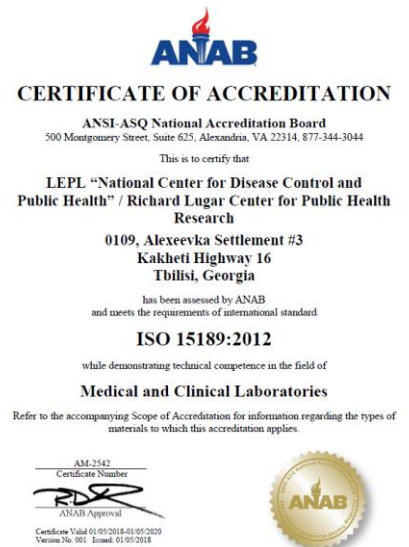 ANAB
CERTIFICATE OF ACCREDITATION
ANSI-ASQ National Accreditation Board
500 Montgomery Street, Suite 625, Alexandria, VA 22314, 877-344-3044
This is to certify that
LEPL “National Center for Disease Control and
Public Health” / Richard Lugar Center for Public Health
Research
0109, Alexeevka Settlement #3
Kakheti Highway 16
Tbilisi, Georgia
has been assessed by ANAB
and meets the requirements of international standard
ISO 15189:2012
while demonstrating technical competence in the field of
Medical and Clinical Laboratories
Refer to the accompanying Scope of Accreditation for information regarding the types of
materials to which this accreditation applies.
AM-2542
Certificate Number
ANAB Approval
Certificate Valid 01/05/2018-01/05/2020
Version No. 001 Issued: 01/05/2018
ANAB